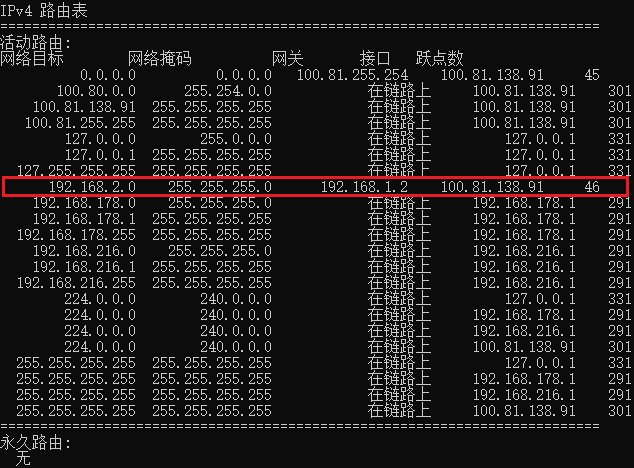 IPv4 路由表
===========================================================================
活动路由:
网络目标 网络掩码 网关 接口 跃点数
0.0.0.0 0.0.0.0 100.81.255.254 100.81.138.91 45
100.80.0.0 255.254.0.0 在链路上 100.81.138.91 301
100.81.138.91 255.255.255.255 在链路上 100.81.138.91 301
100.81.255.255 255.255.255.255 在链路上 100.81.138.91 301
127.0.0.0 255.0.0.0 在链路上 127.0.0.1 331
127.0.0.1 255.255.255.255 在链路上 127.0.0.1 331
127.255.255.255 255.255.255.255 在链路上 127.0.0.1 331
192.168.2.0 255.255.255.0 192.168.1.2 100.81.138.91 46
192.168.178.0 255.255.255.0 在链路上 192.168.178.1 291
192.168.178.1 255.255.255.255 在链路上 192.168.178.1 291
192.168.178.255 255.255.255.255 在链路上 192.168.178.1 291
192.168.216.0 255.255.255.0 在链路上 192.168.216.1 291
192.168.216.1 255.255.255.255 在链路上 192.168.216.1 291
192.168.216.255 255.255.255.255 在链路上 192.168.216.1 291
224.0.0.0 240.0.0.0 在链路上 127.0.0.1 331
224.0.0.0 240.0.0.0 在链路上 192.168.178.1 291
224.0.0.0 240.0.0.0 在链路上 192.168.216.1 291
224.0.0.0 240.0.0.0 在链路上 100.81.138.91 301
255.255.255.255 255.255.255.255 在链路上 127.0.0.1 331
255.255.255.255 255.255.255.255 在链路上 192.168.178.1 291
255.255.255.255 255.255.255.255 在链路上 192.168.216.1 291
255.255.255.255 255.255.255.255 在链路上 100.81.138.91 301
===========================================================================
永久路由:
无